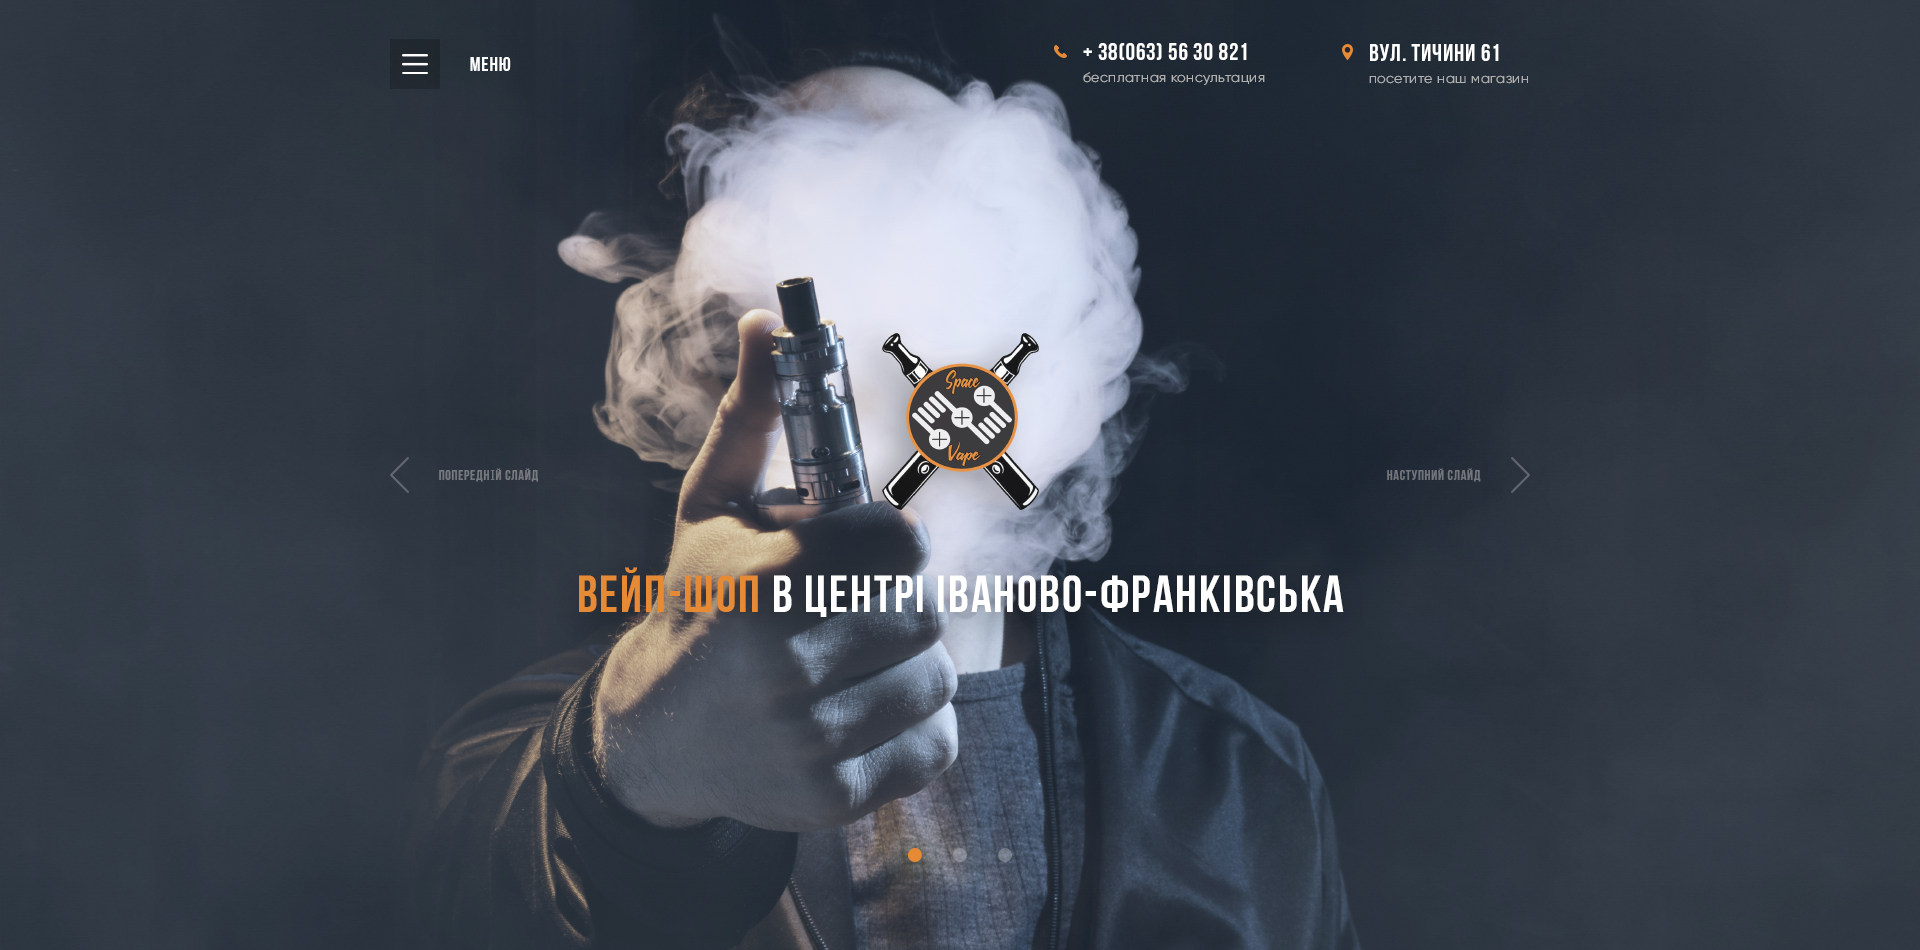 МЕНЮ
+ 38(063) 56 30 821
бесплатная консультация
ВУЛ. ТИЧИНИ 61
посетите наш магазин
Space
Vape
ПОПЕРЕДНІЙ СЛАЙД
НАСТУПНИЙ СЛАЙД
ВЕЙП-ШОП В ЦЕНТРІ ІВАНОВО-ФРАНКІВСЬКА